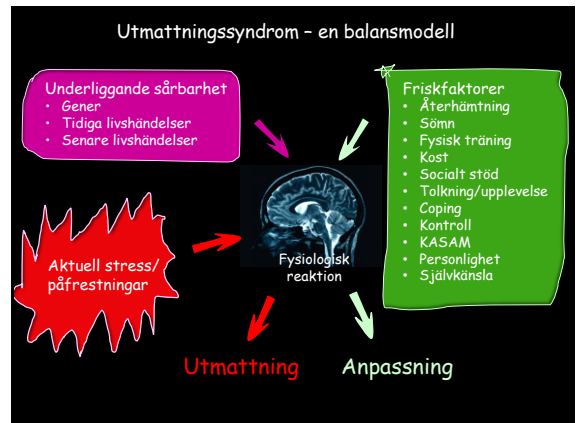 Utmattningssyndrom – en balansmodell
Underliggande sårbarhet
• Gener
• Tidiga livshändelser
• Senare livshändelser
Friskfaktorer
• Återhämtning
• Sömn
• Fysisk träning
• Kost
• Socialt stöd
• Tolkning/upplevelse
• Coping
• Kontroll
• KASAM
• Personlighet
• Självkänsla
Aktuell stress/
påfrestningar
Fysiologisk
reaktion
Utmattning
Anpassning